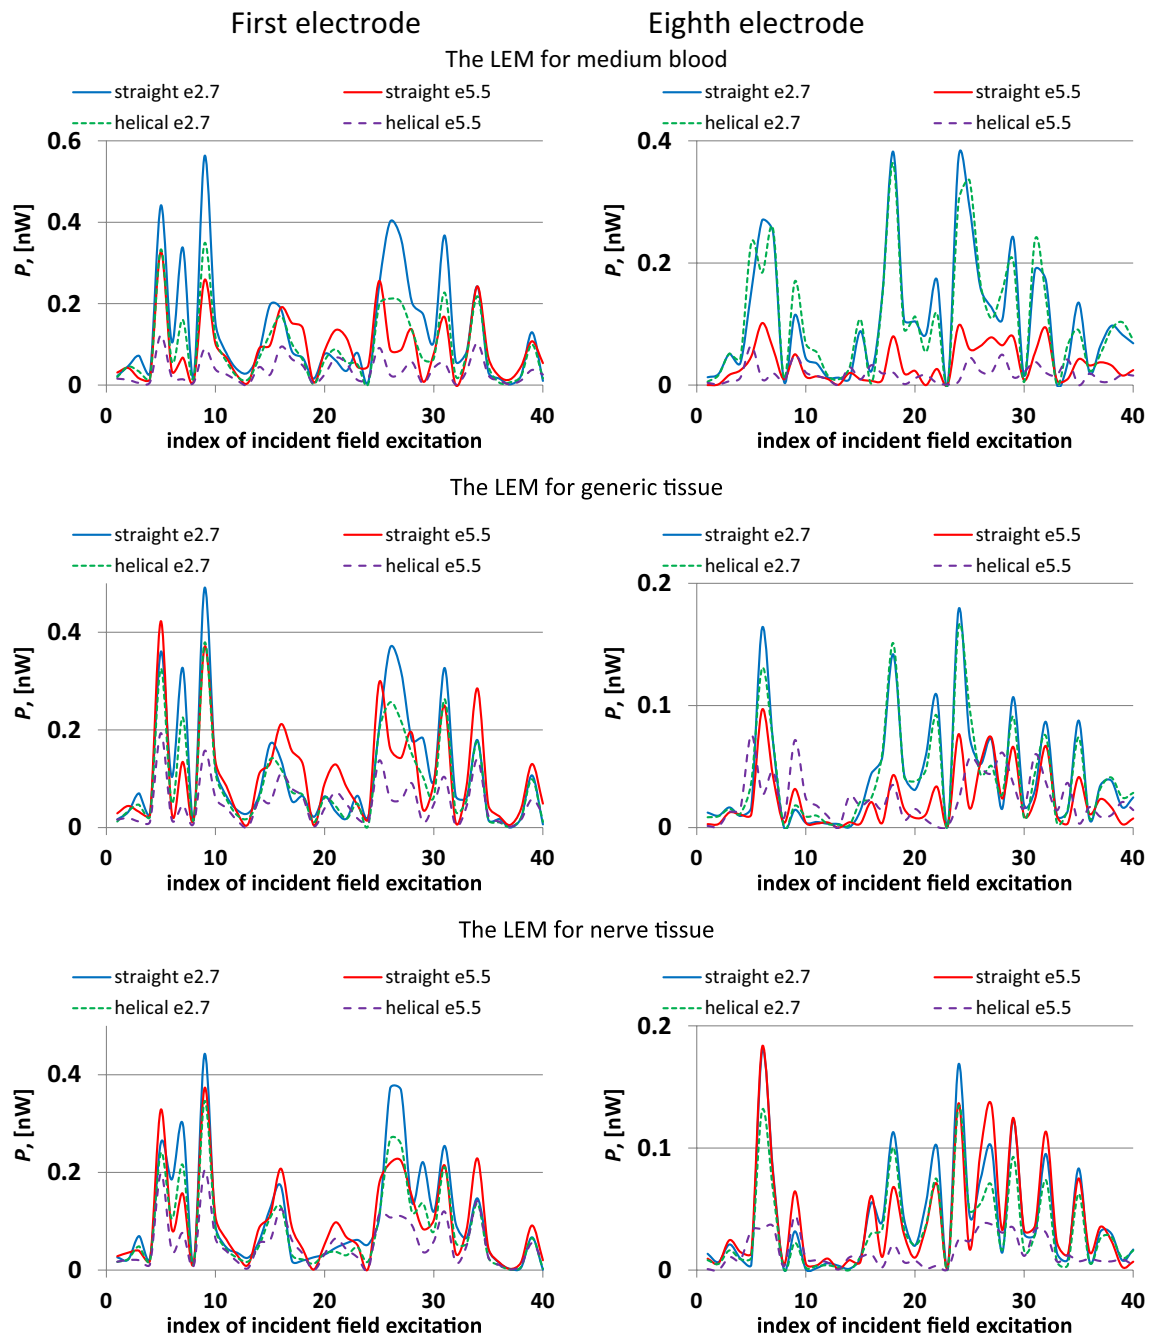 First electrode Eighth electrode
The LEM for medium blood
straight e2.7 straight e5.5 straight e2.7 straight e5.5
helical e2.7 helical e5.5 helical e2.7 helical e5.5
0.6 0.4
P, [nW] P, [nW]
0.4
0.2
0.2
0 0
0 10 20 30 40 0 10 20 30 40
index of incident field excitation index of incident field excitation
The LEM for generic tissue
straight e2.7 straight e5.5 straight e2.7 straight e5.5
helical e2.7 helical e5.5 helical e2.7 helical e5.5
0.2
P, [nW] P, [nW]
0.4
0.1
0.2
0 0
0 10 20 30 40 0 10 20 30 40
index of incident field excitation index of incident field excitation
The LEM for nerve tissue
straight e2.7 straight e5.5 straight e2.7 straight e5.5
helical e2.7 helical e5.5 helical e2.7 helical e5.5
0.2
P, [nW] P, [nW]
0.4
0.1
0.2
0 0
0 10 20 30 40 0 10 20 30 40
index of incident field excitation index of incident field excitation